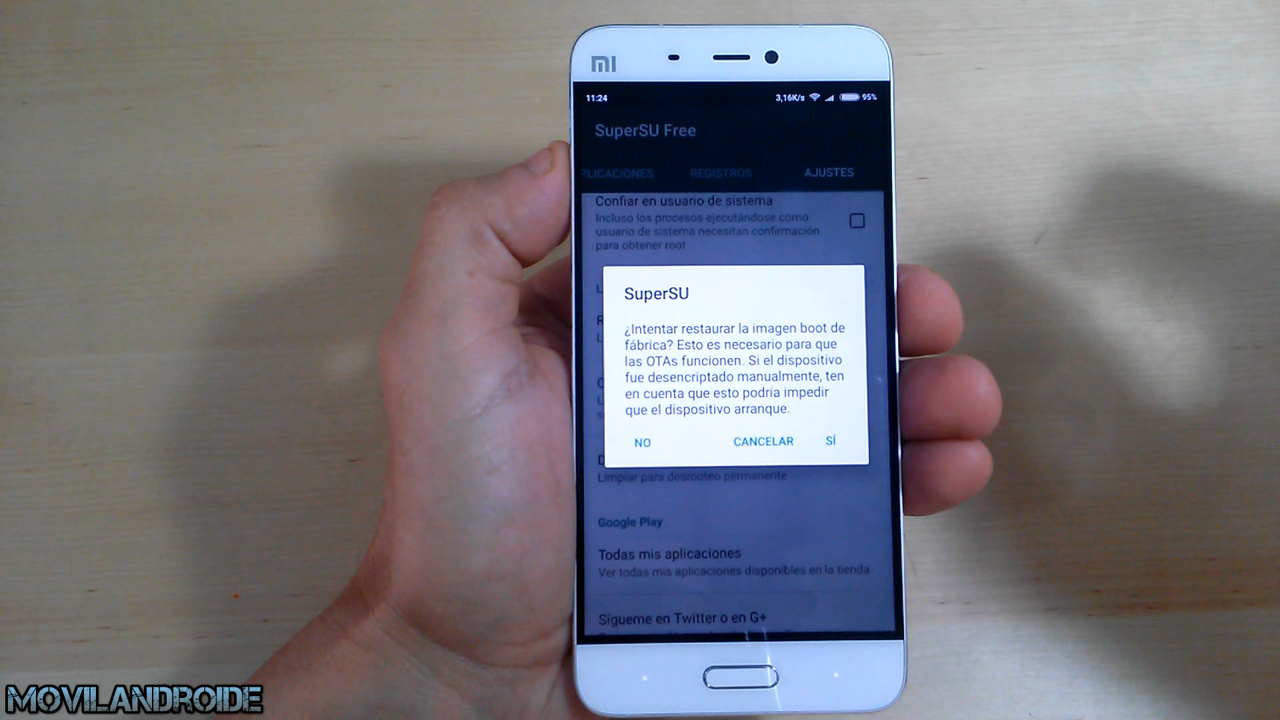 MI
11:24
3,16K/s 95%
SuperSU Free
PLICACIONES REGISTROS AJUSTES
Confiar en usuario de sistema
Incluso los procesos ejecutándose como
usuario de sistema necesitan confirmación
para obtener root
SuperSU
¿Intentar restaurar la imagen boot de
fábrica? Esto es necesario para que
las OTAs funcionen. Si el dispositivo
fue desencriptado manualmente, ten
en cuenta que esto podría impedir
que el dispositivo arranque.
NO CANCELAR SÍ
Limpiar para desrooteo permanente
Google Play
Todas mis aplicaciones
Ver todas mis aplicaciones disponibles en la tienda
Sígueme en Twitter o en G+
MOVILANDROIDE